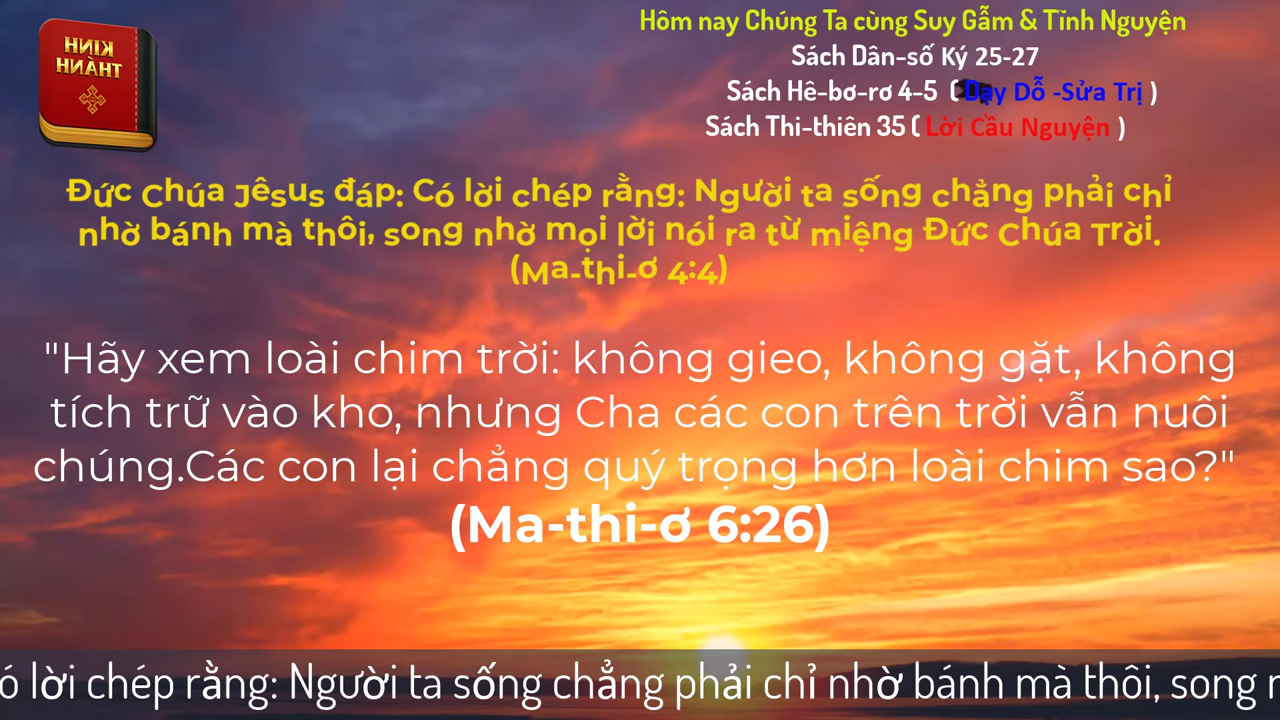 KINH
THÀNH
Hôm nay Chúng Ta cùng Suy Gẫm & Tĩnh Nguyện
Sách Dân-số Ký 25-27
Sách Hê-bơ-rơ 4-5 ( Dạy Dỗ -Sửa Trị )
Sách Thi-thiên 35 ( Lời Cầu Nguyện )
Đức Chúa Jêsus đáp: Có lời chép rằng: Người ta sống chẳng phải chỉ
nhờ bánh mà thôi, song nhờ mọi lời nói ra từ miệng Đức Chúa Trời.
(Ma-thi-ơ 4:4)
"Hãy xem loài chim trời: không gieo, không gặt, không
tích trữ vào kho, nhưng Cha các con trên trời vẫn nuôi
chúng.Các con lại chẳng quý trọng hơn loài chim sao?"
(Ma-thi-ơ 6:26)
ó lời chép rằng: Người ta sống chẳng phải chỉ nhờ bánh mà thôi, song